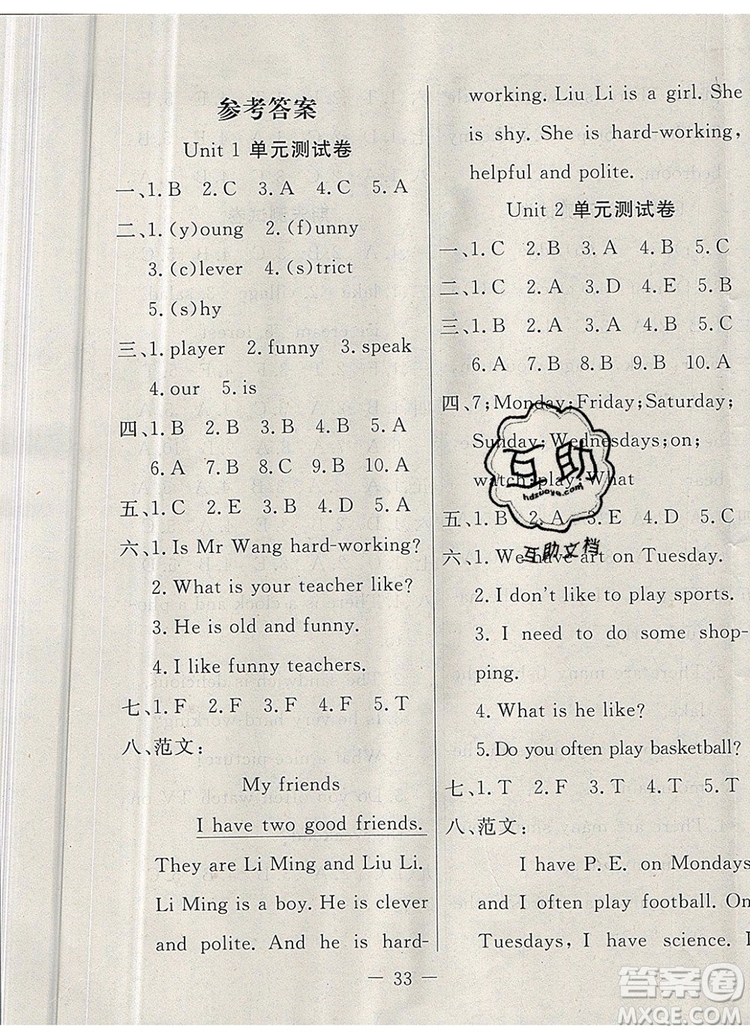 参考答案
Unit 1 单元测试卷
一、1. B 2. C 3. A 4. C 5. A
二、1. (y)oung 2. (f)unny
3. (c)lever 4. (s)trict
5. (s)hy
三、1. player 2. funny 3. speak
4. our 5. is
四、1. B 2. B 3. B 4. B 5. A
6. A 7. B 8. B 9. B 10. A
五、1. C 2. E 3. B 4. D 5. A
六、1. Is Mr Wang hard-working?
2. What is your teacher like?
3. He is old and funny.
4. I like funny teachers.
七、1. F 2. F 3. F 4. F 5. T
八、范文：
My friends
I have two good friends.
They are Li Ming and Liu Li.
Li Ming is a boy. He is clever
and polite. And he is hard-
working. Liu Li is a girl. She
is shy. She is hard-working,
helpful and polite.
Unit 2 单元测试卷
一、1. C 2. B 3. A 4. B 5. C
二、1. C 2. A 3. D 4. B 5. E
三、1. B 2. B 3. A 4. B 5. C
6. A 7. A 8. B 9. B 10. A
四、7; Monday; Friday; Saturday;
Sunday; Wednesdays; on;
watch; play; What
五、1. B 2. A 3. D 4. E 5. C
六、1. We have art on Tuesday.
2. I don't like to play sports.
3. I need to do some shop-
ping.
4. What is he like?
5. Do you often play basketball?
七、1. T 2. F 3. F 4. T 5. T
八、范文：
I have P. E. on Mondays
and I often play football. On
Tuesdays, I have science. I
— 33 —
互助
hdzuoye.com
互助文档
答案圈
MXQE.COM